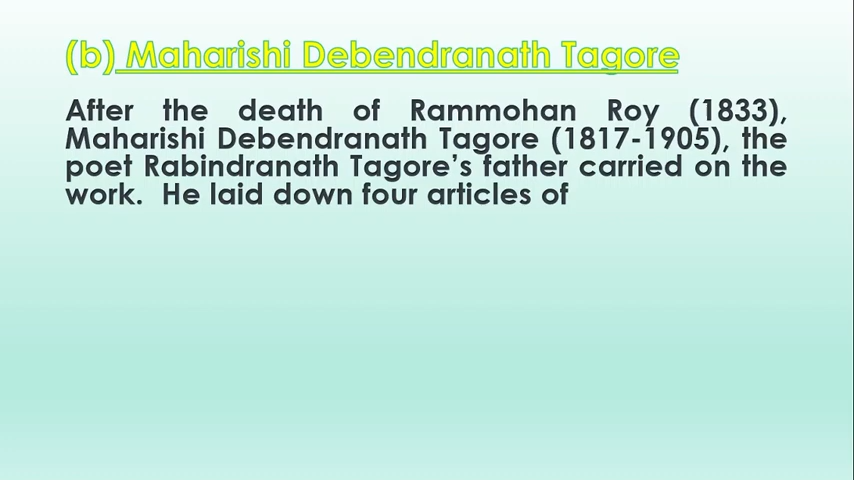 (b) Maharishi Debendranath Tagore
After the death of Rammohan Roy (1833),
Maharishi Debendranath Tagore (1817-1905), the
poet Rabindranath Tagore’s father carried on the
work. He laid down four articles of